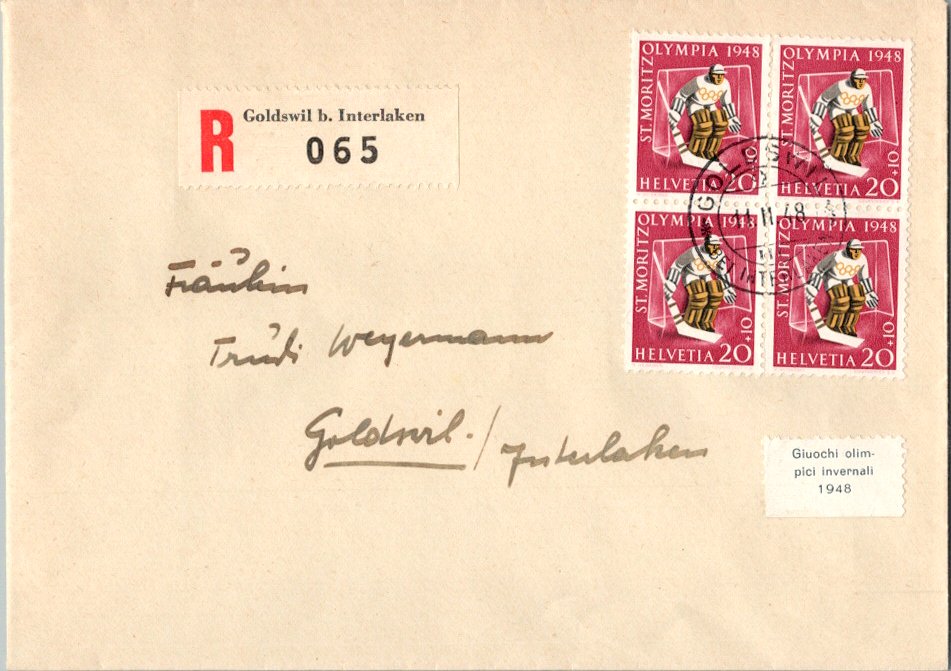 R Goldswil b. Interlaken
065
ST. MORITZ OLYMPIA 1948
HELVETIA 20+10
ST. MORITZ OLYMPIA 1948
HELVETIA 20+10
ST. MORITZ OLYMPIA 1948
HELVETIA 20+10
ST. MORITZ OLYMPIA 1948
HELVETIA 20+10
Fräulein
Trudi Weyermann
Goldswil./Interlaken
Giuochi olim-
pici invernali
1948